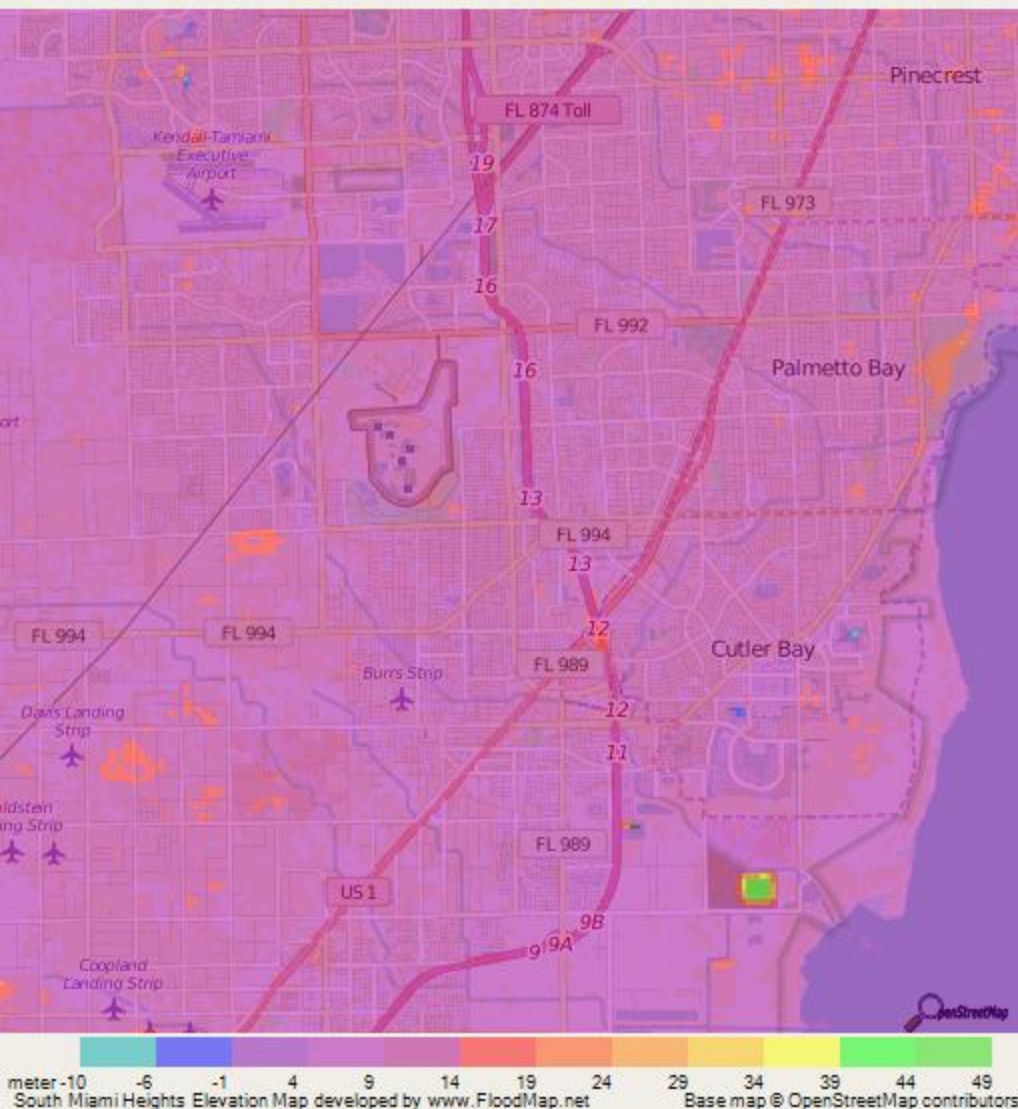 Pinecrest
FL 874 Toll
Kendall-Tamiami
Executive
Airport
19
FL 973
17
16
FL 992
16
Palmetto Bay
ort
13
FL 994
13
12
FL 994
FL 994
Cutler Bay
FL 989
Burrs Strip
12
Davis Landing
Strip
11
ldstein
ing Strip
FL 989
US 1
9B
9A
9
Coopland
Landing Strip
OpenStreetMap
meter -10 -6 -1 4 9 14 19 24 29 34 39 44 49
South Miami Heights Elevation Map developed by www.FloodMap.net
Base map © OpenStreetMap contributors